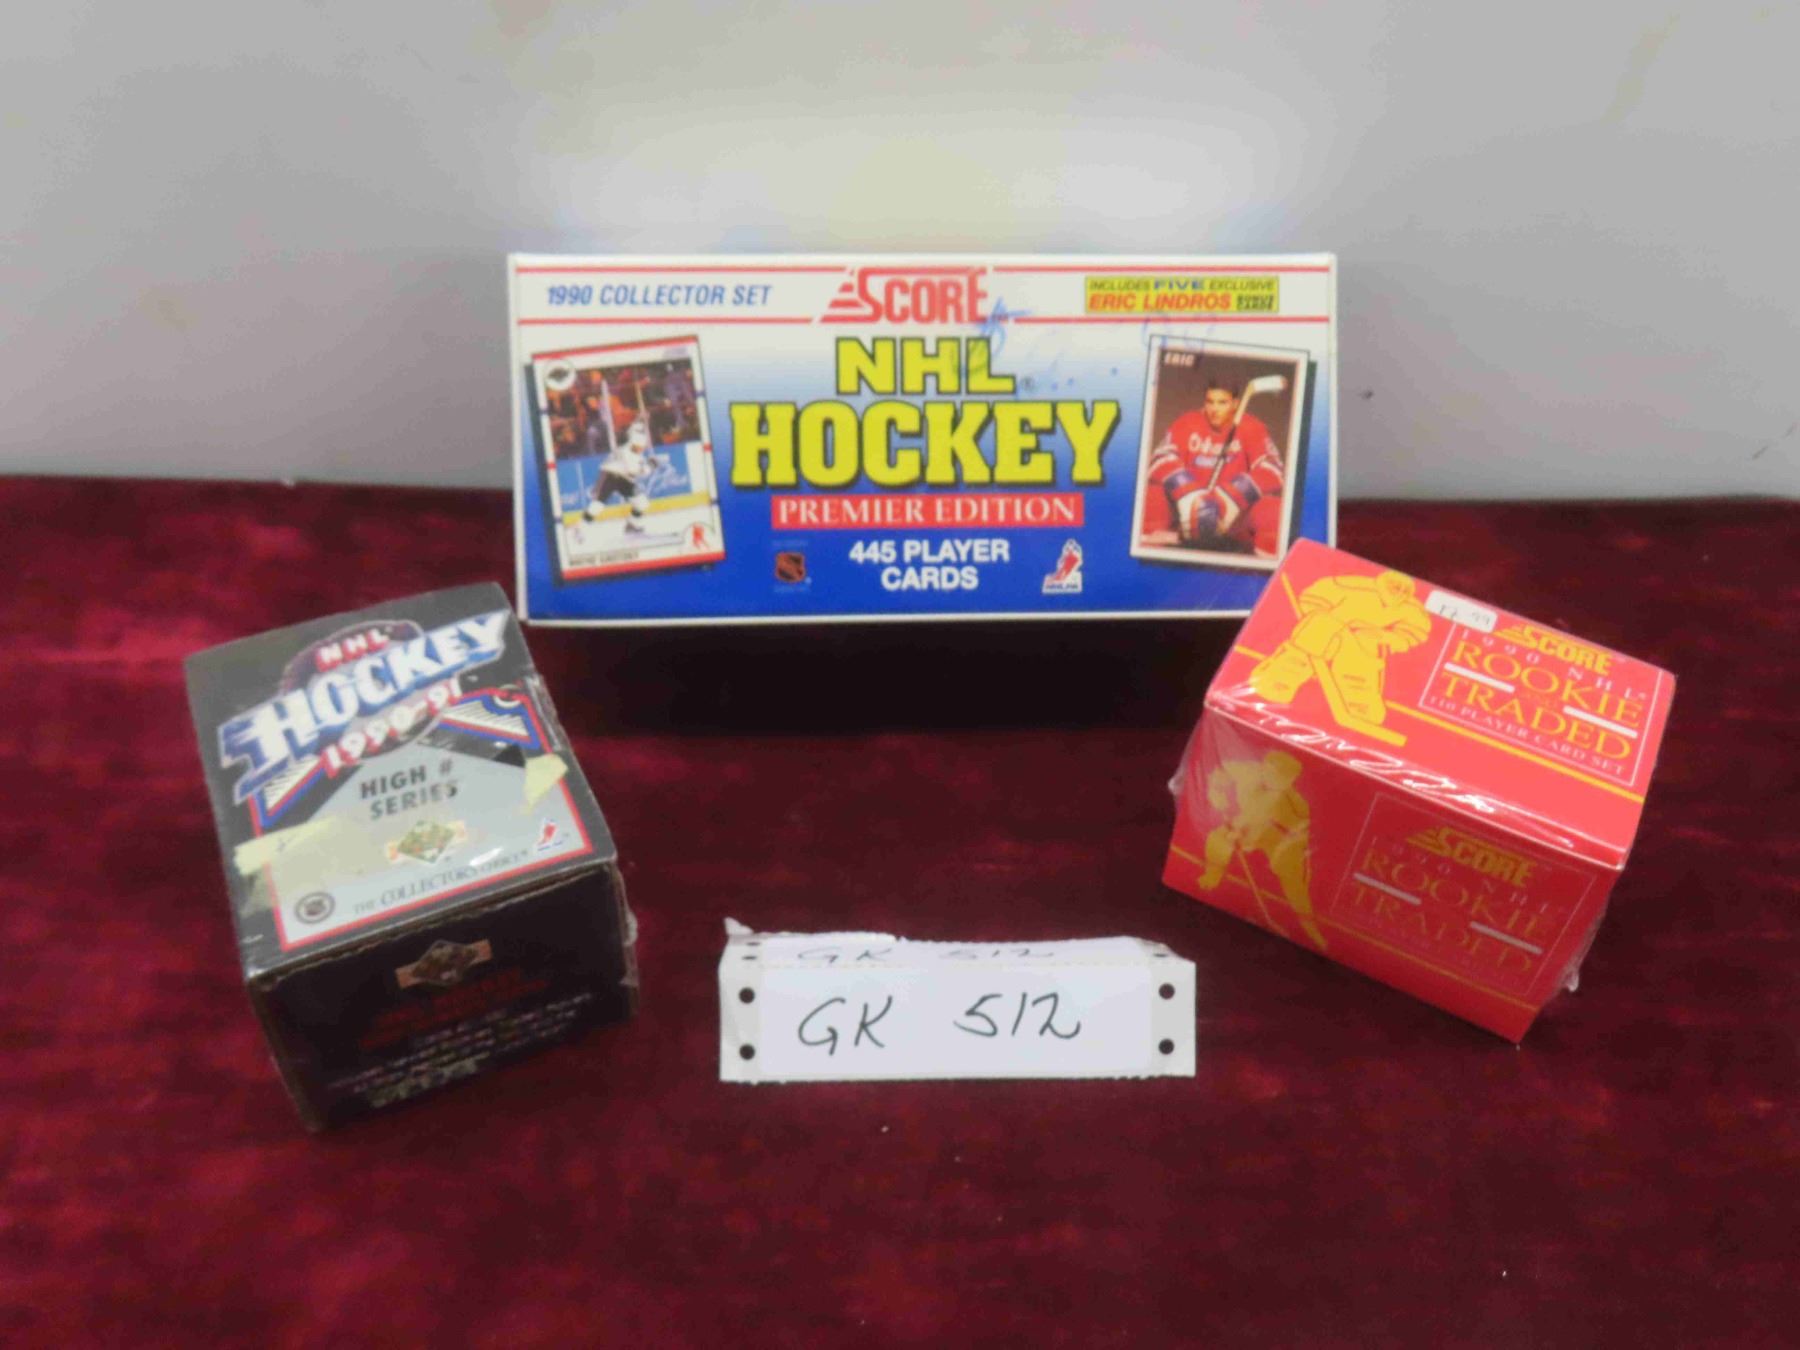 1990 COLLECTOR SET
SCORE
INCLUDES FIVE EXCLUSIVE
ERIC LINDROS
NHL
HOCKEY
PREMIER EDITION
445 PLAYER
CARDS
ERIC
NHL
HOCKEY
1990-91
HIGH #
SERIES
THE COLLECTOR'S CHOICE
SCORE
1990 NHL
ROOKIE
TRADED
110 PLAYER CARD SET
SCORE
1990 NHL
ROOKIE
TRADED
GK 512
GK 512